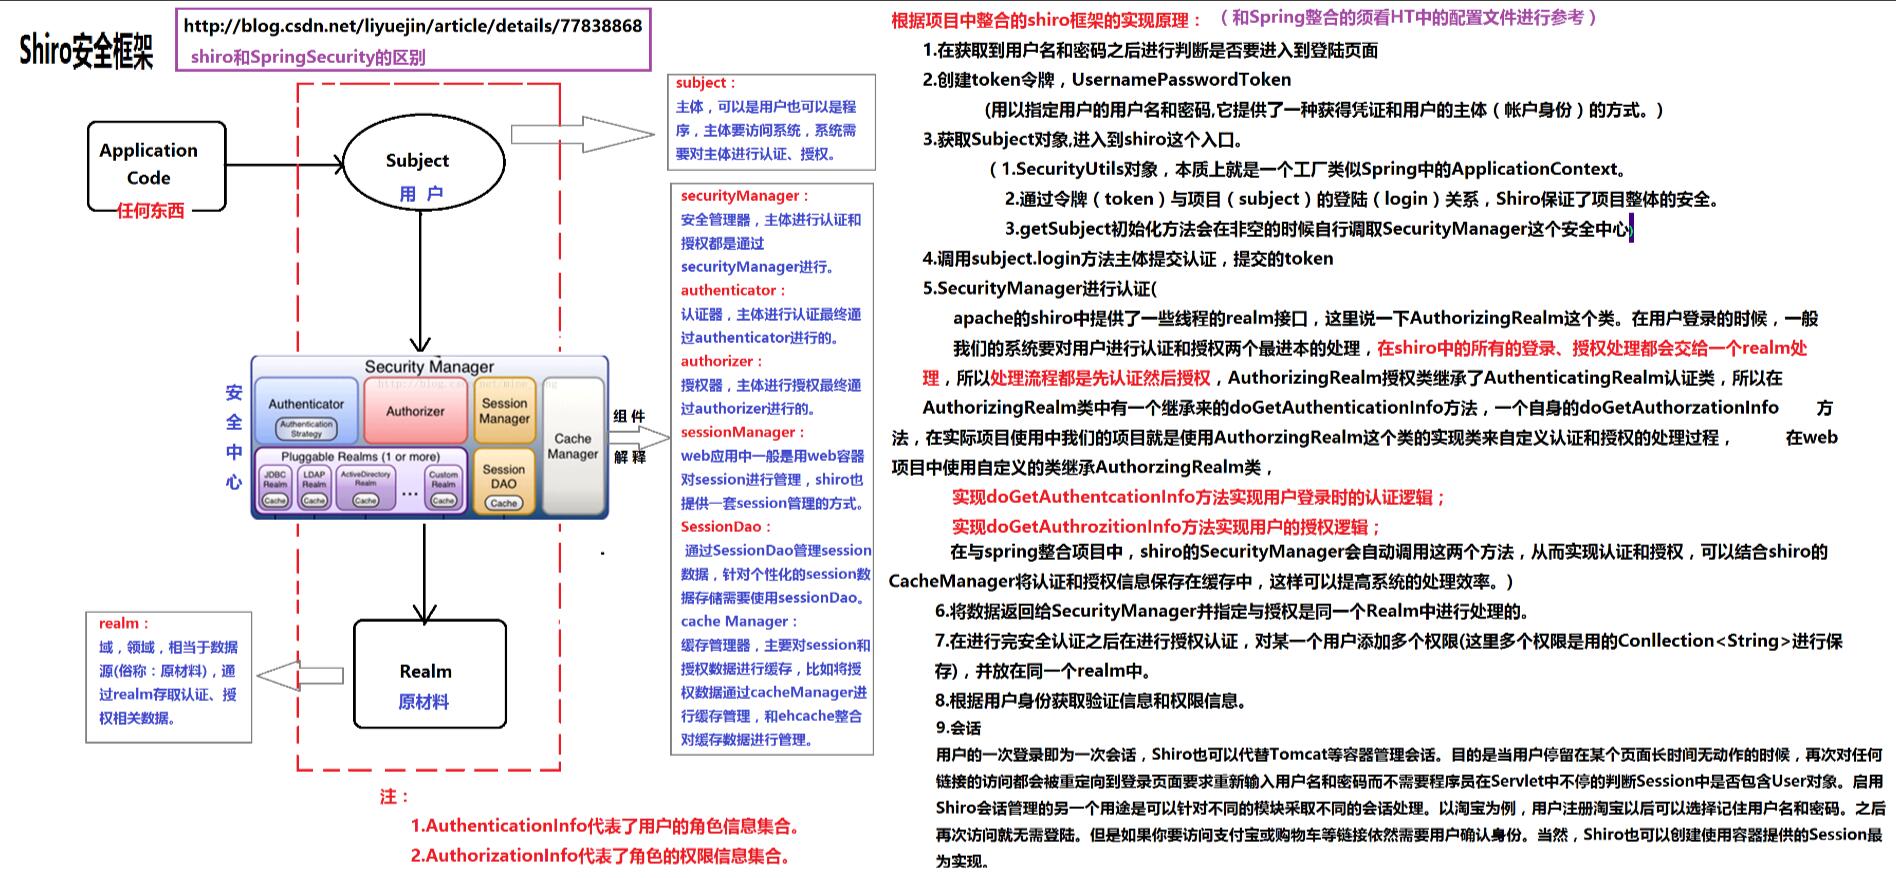 Shiro安全框架
http://blog.csdn.net/liyuejin/article/details/77838868
shiro和SpringSecurity的区别
Application
Code
任何东西
Subject
用 户
subject：
主体，可以是用户也可以是程
序，主体要访问系统，系统需
要对主体进行认证、授权。
安
全
中
心
Security Manager
Authenticator
Authentication
Strategy
Authorizer
Session
Manager
Cache
Manager
Pluggable Realms (1 or more)
JDBC
Realm
Cache
LDAP
Realm
Cache
ActiveDirectory
Realm
Cache
...
Custom
Realm
Cache
Session
DAO
Cache
组 件
解 释
securityManager：
安全管理器，主体进行认证和
授权都是通过
securityManager进行。
authenticator：
认证器，主体进行认证最终通
过authenticator进行的。
authorizer：
授权器，主体进行授权最终通
过authorizer进行的。
sessionManager：
web应用中一般是用web容器
对session进行管理，shiro也
提供一套session管理的方式。
SessionDao：
通过SessionDao管理session
数据，针对个性化的session数
据存储需要使用sessionDao。
cache Manager：
缓存管理器，主要对session和
授权数据进行缓存，比如将授
权数据通过cacheManager进
行缓存管理，和ehcache整合
对缓存数据进行管理。
realm：
域，领域，相当于数据
源(俗称：原材料)，通
过realm存取认证、授
权相关数据。
Realm
原材料
注：
1.AuthenticationInfo代表了用户的角色信息集合。
2.AuthorizationInfo代表了角色的权限信息集合。
根据项目中整合的shiro框架的实现原理：（和Spring整合的须看HT中的配置文件进行参考）
1.在获取到用户名和密码之后进行判断是否要进入到登陆页面
2.创建token令牌，UsernamePasswordToken
(用以指定用户的用户名和密码,它提供了一种获得凭证和用户的主体（帐户身份）的方式。)
3.获取Subject对象,进入到shiro这个入口。
（1.SecurityUtils对象，本质上就是一个工厂类似Spring中的ApplicationContext。
2.通过令牌（token）与项目（subject）的登陆（login）关系，Shiro保证了项目整体的安全。
3.getSubject初始化方法会在非空的时候自行调取SecurityManager这个安全中心)
4.调用subject.login方法主体提交认证，提交的token
5.SecurityManager进行认证(
apache的shiro中提供了一些线程的realm接口，这里说一下AuthorizingRealm这个类。在用户登录的时候，一般
我们的系统要对用户进行认证和授权两个最进本的处理，在shiro中的所有的登录、授权处理都会交给一个realm处
理，所以处理流程都是先认证然后授权，AuthorizingRealm授权类继承了AuthenticatingRealm认证类，所以在
AuthorizingRealm类中有一个继承来的doGetAuthenticationInfo方法，一个自身的doGetAuthorzationInfo 方
法，在实际项目使用中我们的项目就是使用AuthorzingRealm这个类的实现类来自定义认证和授权的处理过程， 在web
项目中使用自定义的类继承AuthorzingRealm类，
实现doGetAuthentcationInfo方法实现用户登录时的认证逻辑；
实现doGetAuthrozitionInfo方法实现用户的授权逻辑；
在与spring整合项目中，shiro的SecurityManager会自动调用这两个方法，从而实现认证和授权，可以结合shiro的
CacheManager将认证和授权信息保存在缓存中，这样可以提高系统的处理效率。)
6.将数据返回给SecurityManager并指定与授权是同一个Realm中进行处理的。
7.在进行完安全认证之后在进行授权认证，对某一个用户添加多个权限(这里多个权限是用的Conllection<String>进行保
存)，并放在同一个realm中。
8.根据用户身份获取验证信息和权限信息。
9.会话
用户的一次登录即为一次会话，Shiro也可以代替Tomcat等容器管理会话。目的是当用户停留在某个页面长时间无动作的时候，再次对任何
链接的访问都会被重定向到登录页面要求重新输入用户名和密码而不需要程序员在Servlet中不停的判断Session中是否包含User对象。启用
Shiro会话管理的另一个用途是可以针对不同的模块采取不同的会话处理。以淘宝为例，用户注册淘宝以后可以选择记住用户名和密码。之后
再次访问就无需登陆。但是如果你要访问支付宝或购物车等链接依然需要用户确认身份。当然，Shiro也可以创建使用容器提供的Session最
为实现。